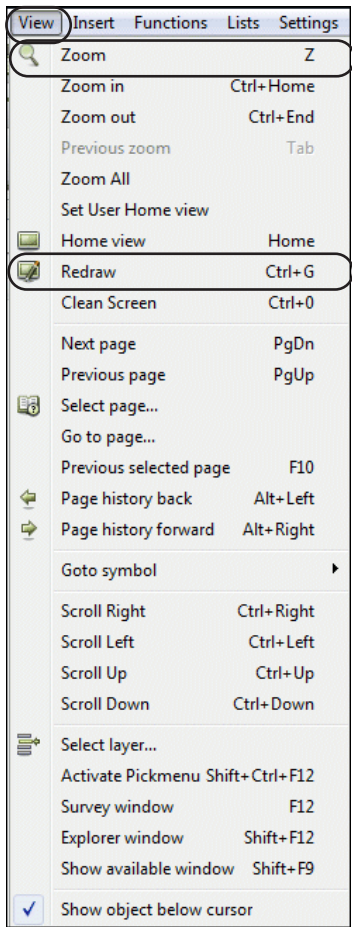 View Insert Functions Lists Settings
Zoom Z
Zoom in Ctrl+Home
Zoom out Ctrl+End
Previous zoom Tab
Zoom All
Set User Home view
Home view Home
Redraw Ctrl+G
Clean Screen Ctrl+0
Next page PgDn
Previous page PgUp
Select page...
Go to page...
Previous selected page F10
Page history back Alt+Left
Page history forward Alt+Right
Goto symbol
Scroll Right Ctrl+Right
Scroll Left Ctrl+Left
Scroll Up Ctrl+Up
Scroll Down Ctrl+Down
Select layer...
Activate Pickmenu Shift+Ctrl+F12
Survey window F12
Explorer window Shift+F12
Show available window Shift+F9
Show object below cursor